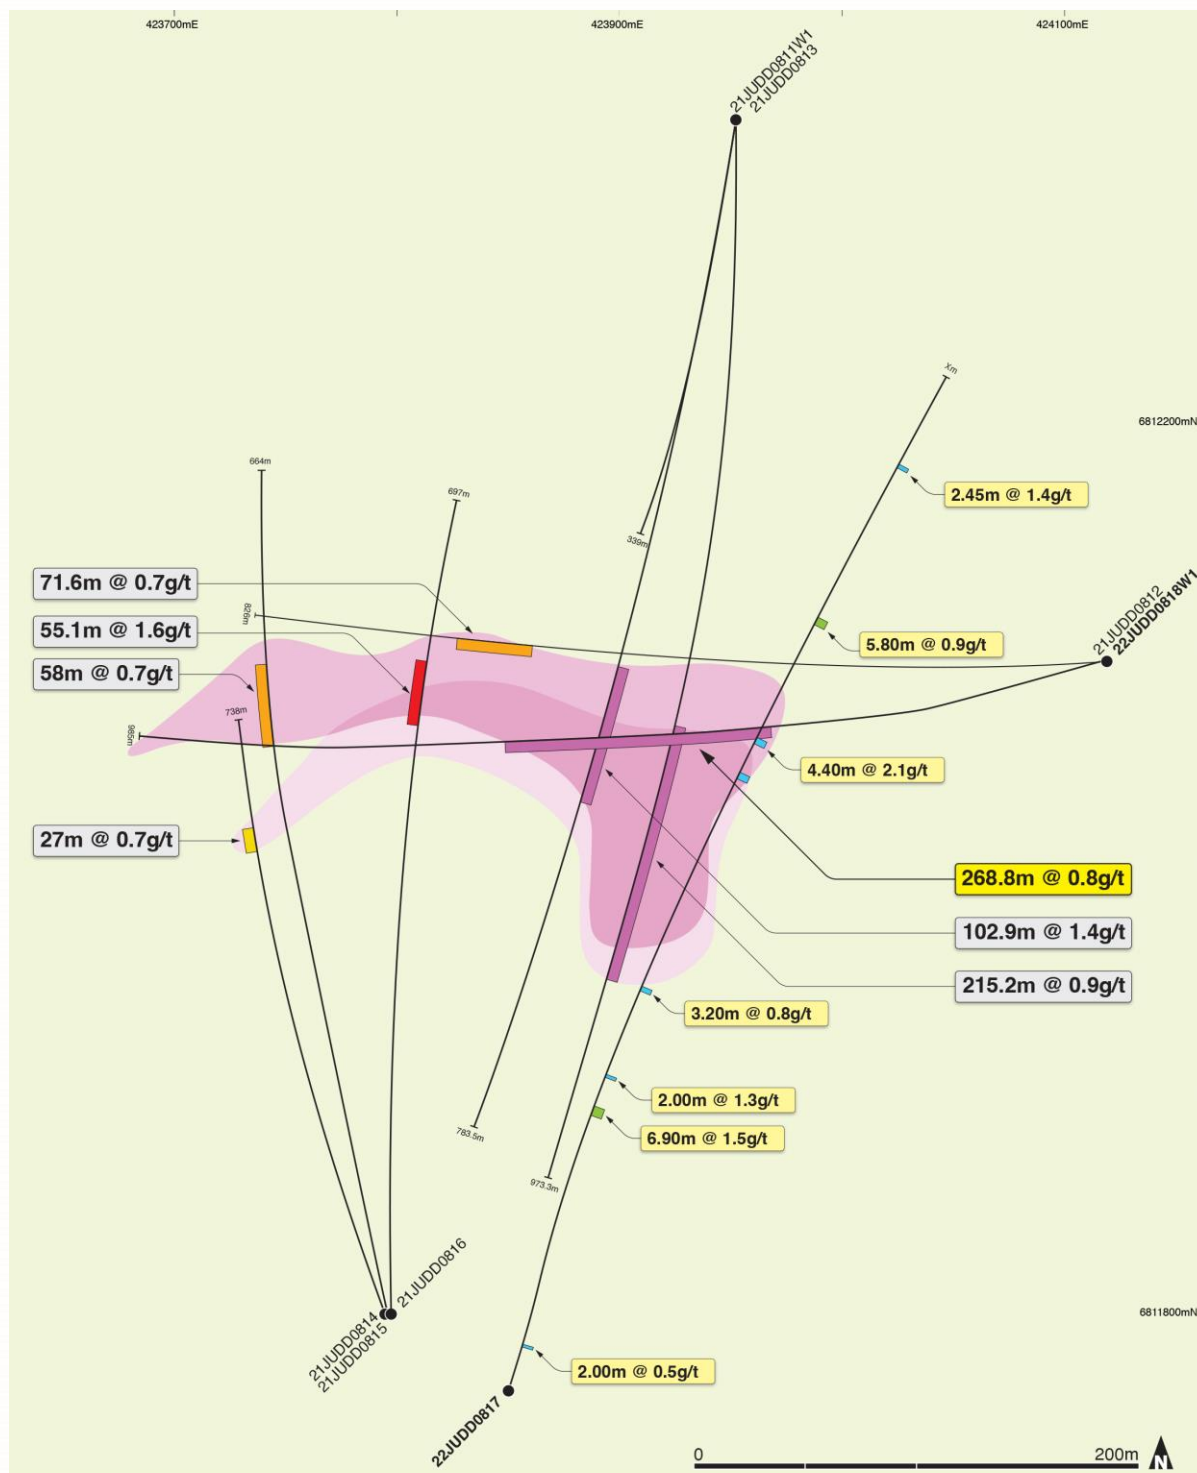 423700mE
423900mE
424100mE
21JUDD0811W1
21JUDD0813
Xm
6812200mN
664m
2.45m @ 1.4g/t
697m
339m
71.6m @ 0.7g/t
826m
21JUDD0812
22JUDD0818W1
55.1m @ 1.6g/t
5.80m @ 0.9g/t
58m @ 0.7g/t
738m
985m
4.40m @ 2.1g/t
27m @ 0.7g/t
268.8m @ 0.8g/t
102.9m @ 1.4g/t
215.2m @ 0.9g/t
3.20m @ 0.8g/t
2.00m @ 1.3g/t
783.5m
6.90m @ 1.5g/t
973.3m
21JUDD0816
21JUDD0814
21JUDD0815
6811800mN
2.00m @ 0.5g/t
22JUDD0817
0
200m
N